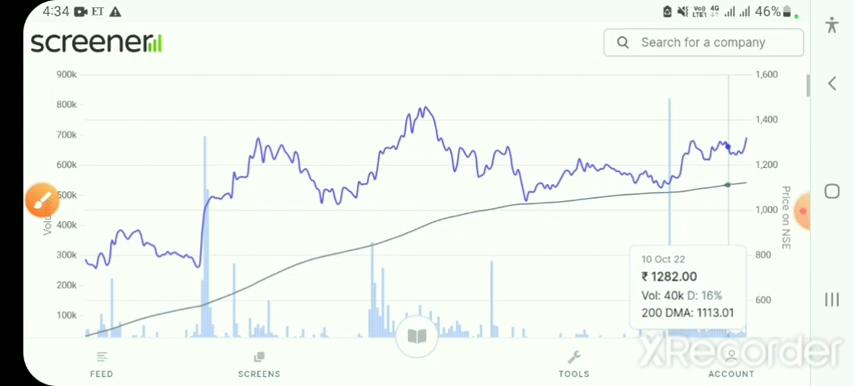 4:34 ET 4G 46%
screener
Search for a company
900k
800k
700k
600k
500k
400k
300k
200k
100k
1,600
1,400
1,200
1,000
800
600
Price on NSE
10 Oct 22
₹ 1282.00
Vol: 40k D: 16%
200 DMA: 1113.01
FEED
SCREENS
TOOLS
ACCOUNT
XRecorder